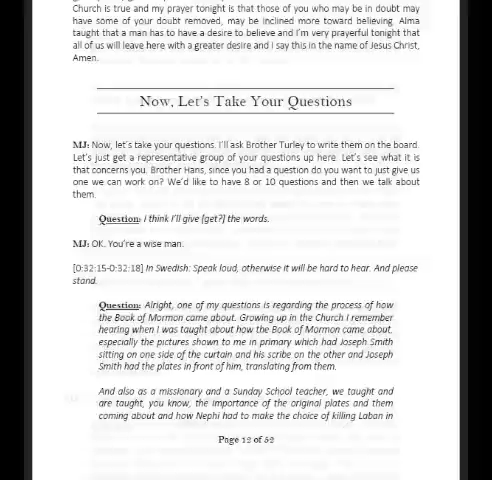 Church is true and my prayer tonight is that those of you who may be in doubt may
have some of your doubt removed, may be inclined more toward believing. Alma
taught that a man has to have a desire to believe and I'm very prayerful tonight that
all of us will leave here with a greater desire and I say this in the name of Jesus Christ,
Amen.
Now, Let's Take Your Questions
MJ: Now, let's take your questions. I'll ask Brother Turley to write them on the board.
Let's just get a representative group of your questions up here. Let's see what it is
that concerns you. Brother Hans, since you had a question do you want to just give us
one we can work on? We'd like to have 8 or 10 questions and then we talk about
them.
Question: I think I'll give [get?] the words.
MJ: OK. You're a wise man.
[0:32:15-0:32:18] In Swedish: Speak loud, otherwise it will be hard to hear. And please
stand.
Question: Alright, one of my questions is regarding the process of how
the Book of Mormon came about. Growing up in the Church I remember
hearing when I was taught about how the Book of Mormon came about,
especially the pictures shown to me in primary which had Joseph Smith
sitting on one side of the curtain and his scribe on the other and Joseph
Smith had the plates in front of him, translating from them.
And also as a missionary and a Sunday School teacher, we taught and
are taught, you know, the importance of the original plates and them
coming about and how Nephi had to make the choice of killing Laban in
Page 12 of 52